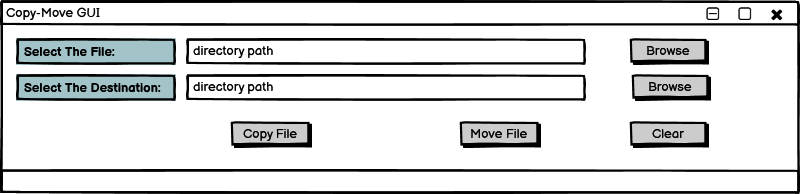 Copy-Move GUI
Select The File: directory path Browse
Select The Destination: directory path Browse
Copy File Move File Clear